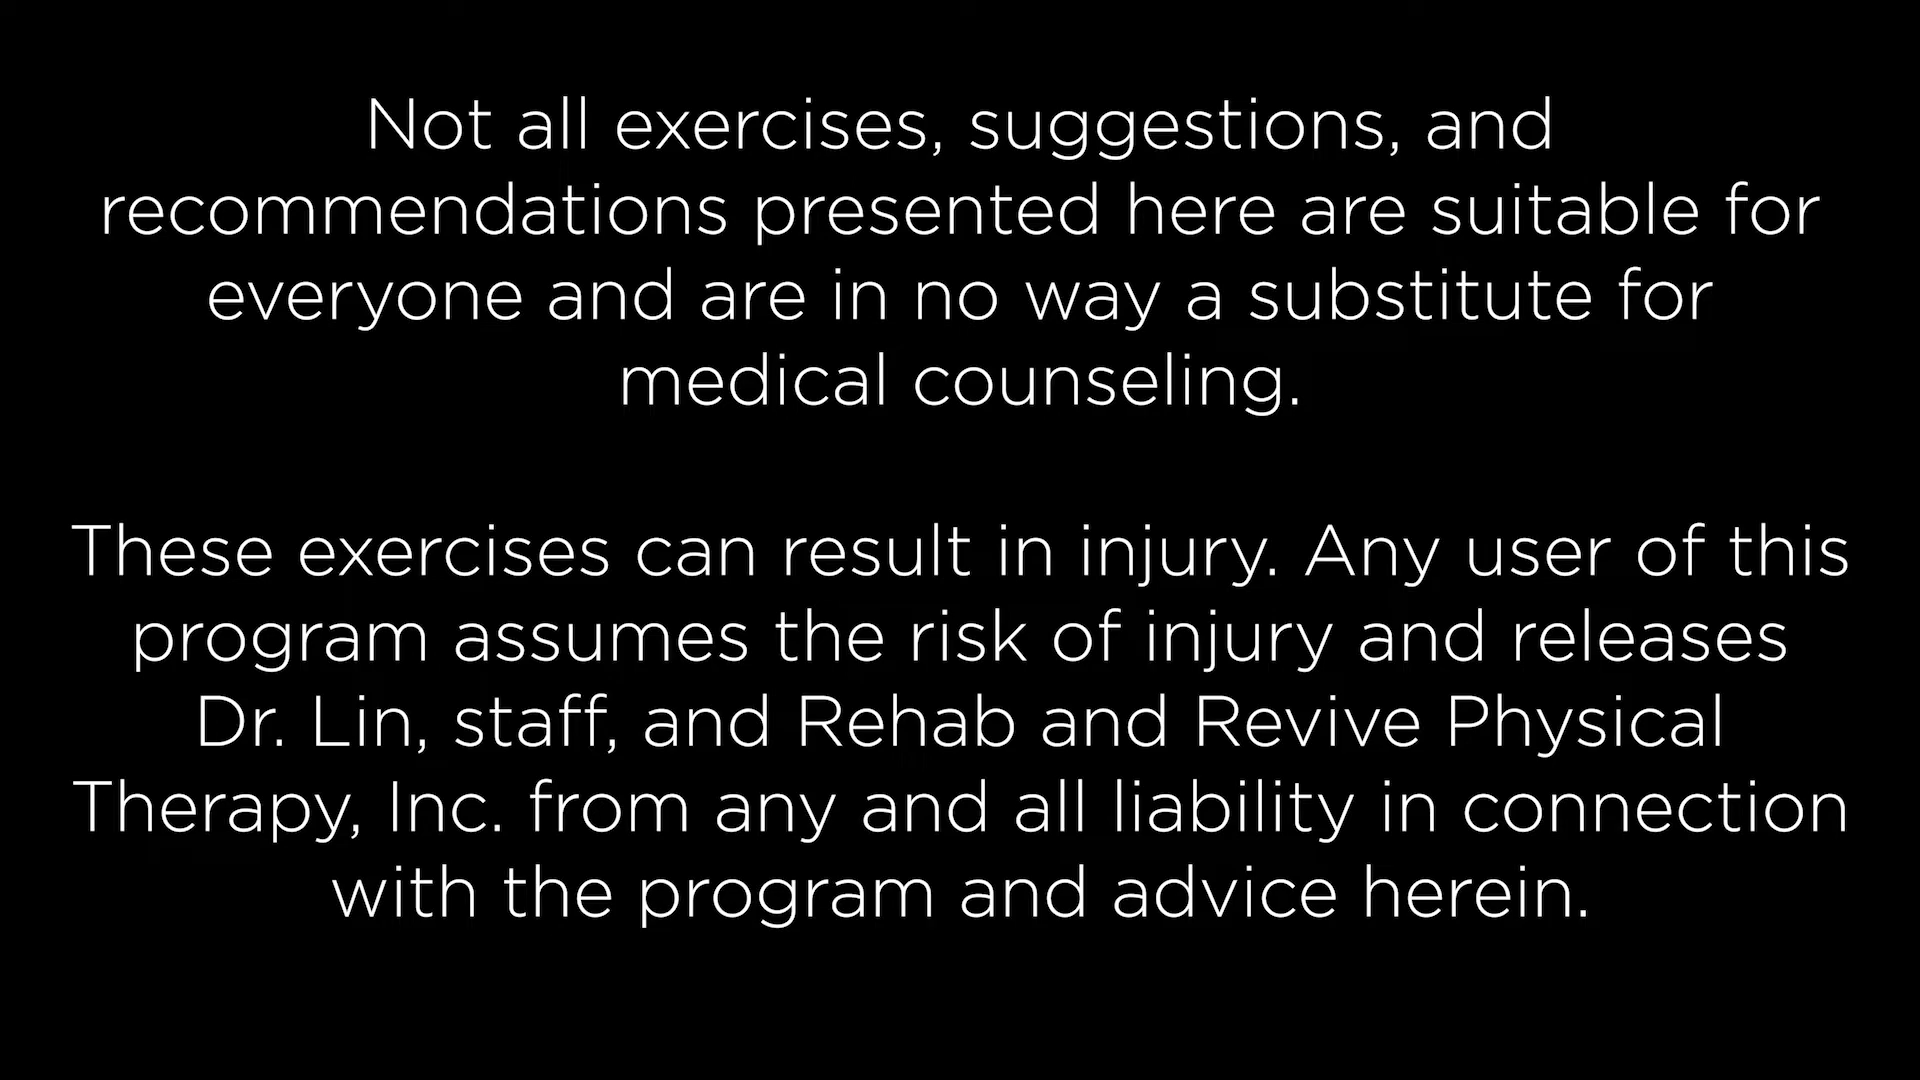 Not all exercises, suggestions, and
recommendations presented here are suitable for
everyone and are in no way a substitute for
medical counseling.
These exercises can result in injury. Any user of this
program assumes the risk of injury and releases
Dr. Lin, staff, and Rehab and Revive Physical
Therapy, Inc. from any and all liability in connection
with the program and advice herein.